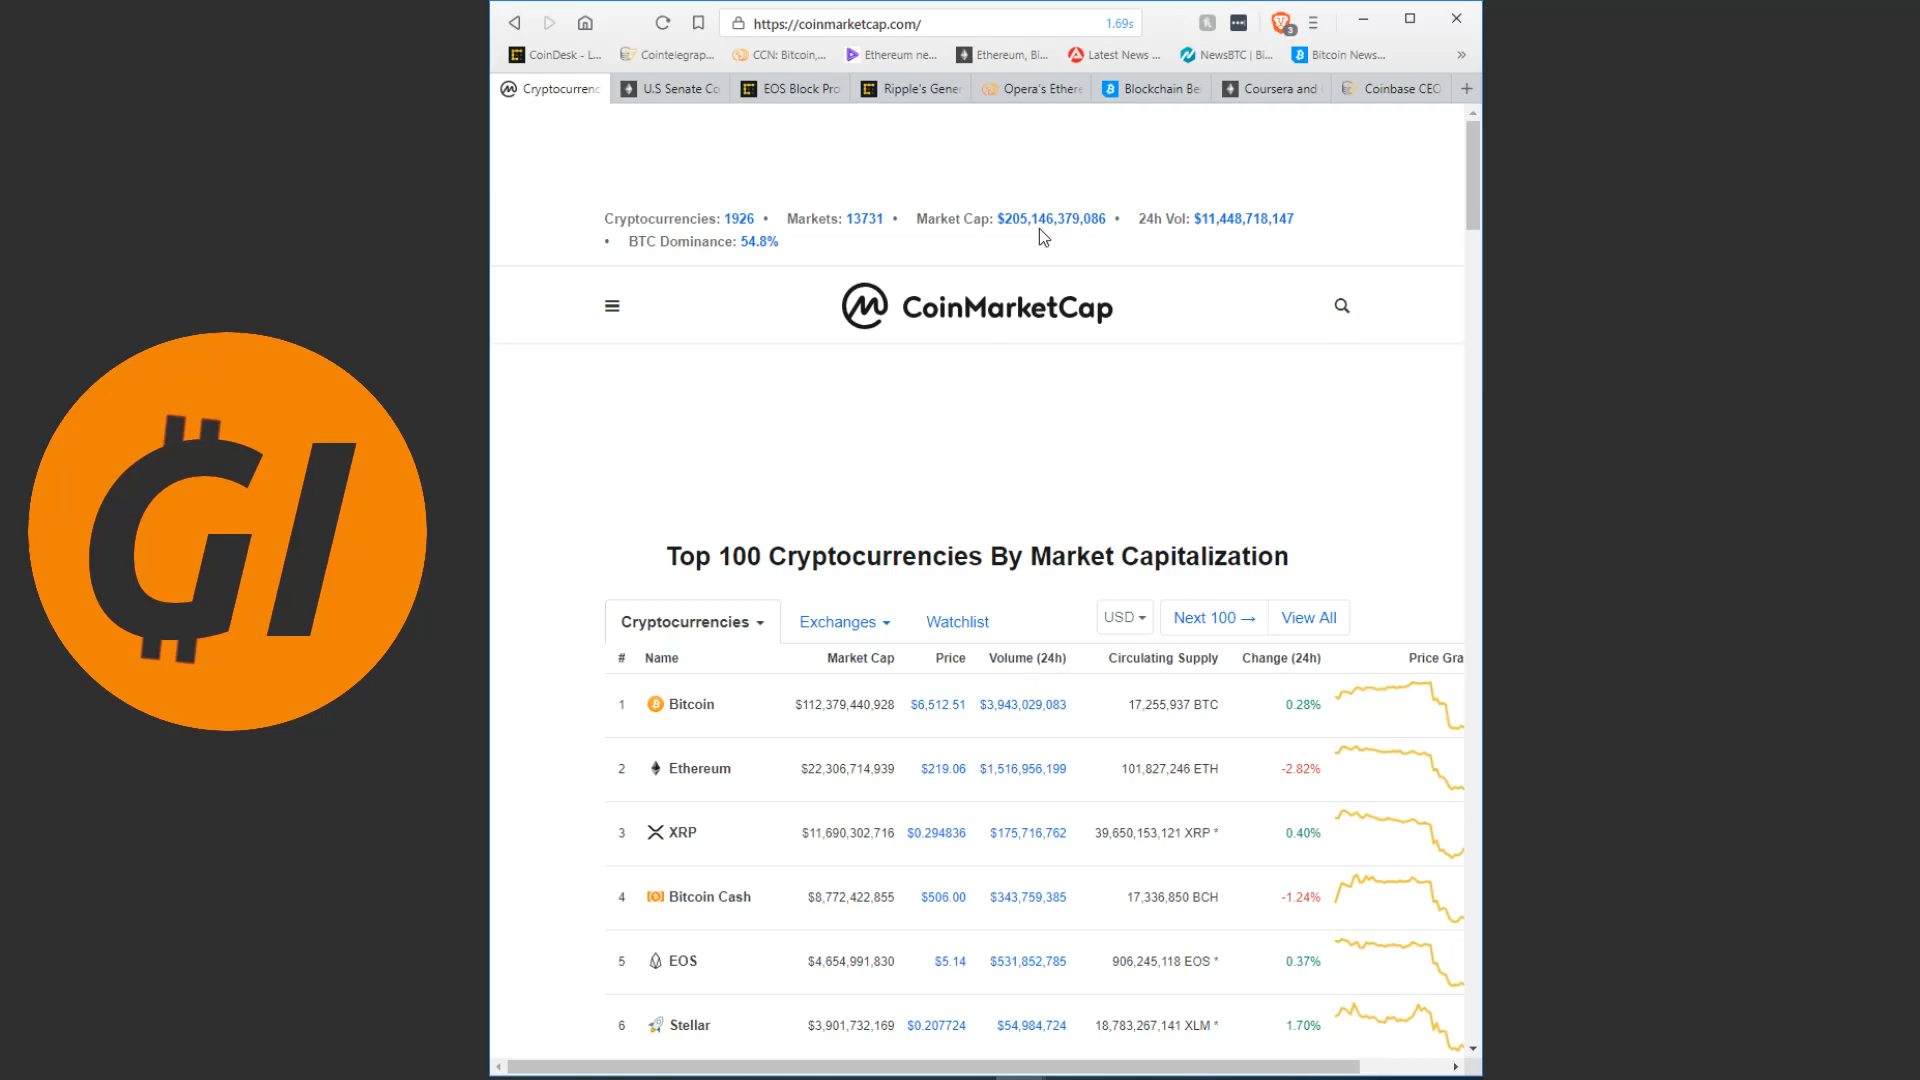 https://coinmarketcap.com/ 1.69s
3
CoinDesk - L... Cointelegrap... CCN: Bitcoin,... Ethereum ne... Ethereum, Bi... Latest News ... NewsBTC | Bi... Bitcoin News... »
Cryptocurrenc U.S Senate Co EOS Block Pro Ripple's Gener Opera's Ethere Blockchain Be Coursera and Coinbase CEO +
Cryptocurrencies: 1926 • Markets: 13731 • Market Cap: $205,146,379,086 • 24h Vol: $11,448,718,147
• BTC Dominance: 54.8%
CoinMarketCap
GI
Top 100 Cryptocurrencies By Market Capitalization
Cryptocurrencies Exchanges Watchlist USD Next 100 → View All
# Name Market Cap Price Volume (24h) Circulating Supply Change (24h) Price Gra
1 Bitcoin $112,379,440,928 $6,512.51 $3,943,029,083 17,255,937 BTC 0.28%
2 Ethereum $22,306,714,939 $219.06 $1,516,956,199 101,827,246 ETH -2.82%
3 XRP $11,690,302,716 $0.294836 $175,716,762 39,650,153,121 XRP * 0.40%
4 Bitcoin Cash $8,772,422,855 $506.00 $343,759,385 17,336,850 BCH -1.24%
5 EOS $4,654,991,830 $5.14 $531,852,785 906,245,118 EOS * 0.37%
6 Stellar $3,901,732,169 $0.207724 $54,984,724 18,783,267,141 XLM * 1.70%